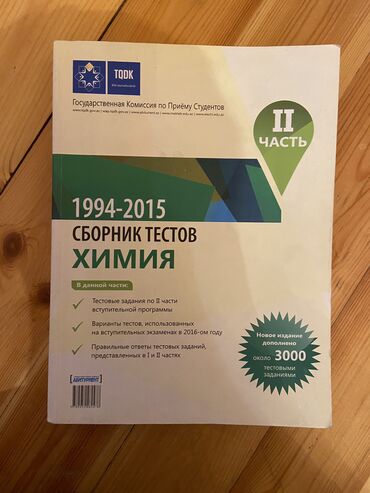 TQDK
Государственная Комиссия по Приёму Студентов
II
ЧАСТЬ
1994-2015
СБОРНИК ТЕСТОВ
ХИМИЯ
В данной части:
Тестовые задания по II части
вступительной программы
Варианты тестов, использованных
на вступительных экзаменах в 2016-ом году
Правильные ответы тестовых заданий,
представленных в I и II частях
Новое издание
дополнено
около 3000
тестовыми
заданиями
АБИТУРИЕНТ